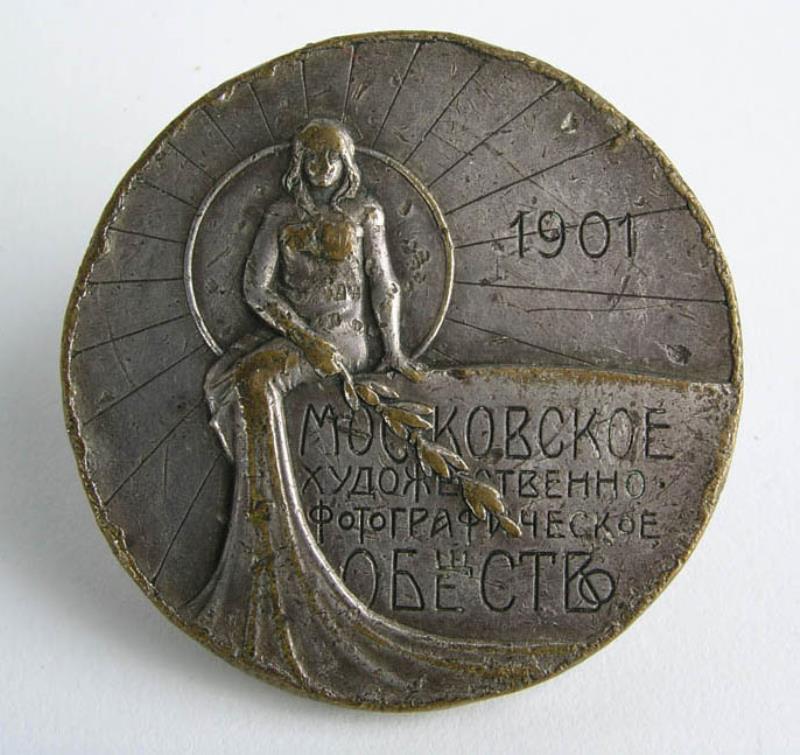 1901
МОСКОВСКОЕ
ХУДОЖЕСТВЕННО
ФОТОГРАФИЧЕСКОЕ
ОБЩЕСТВО